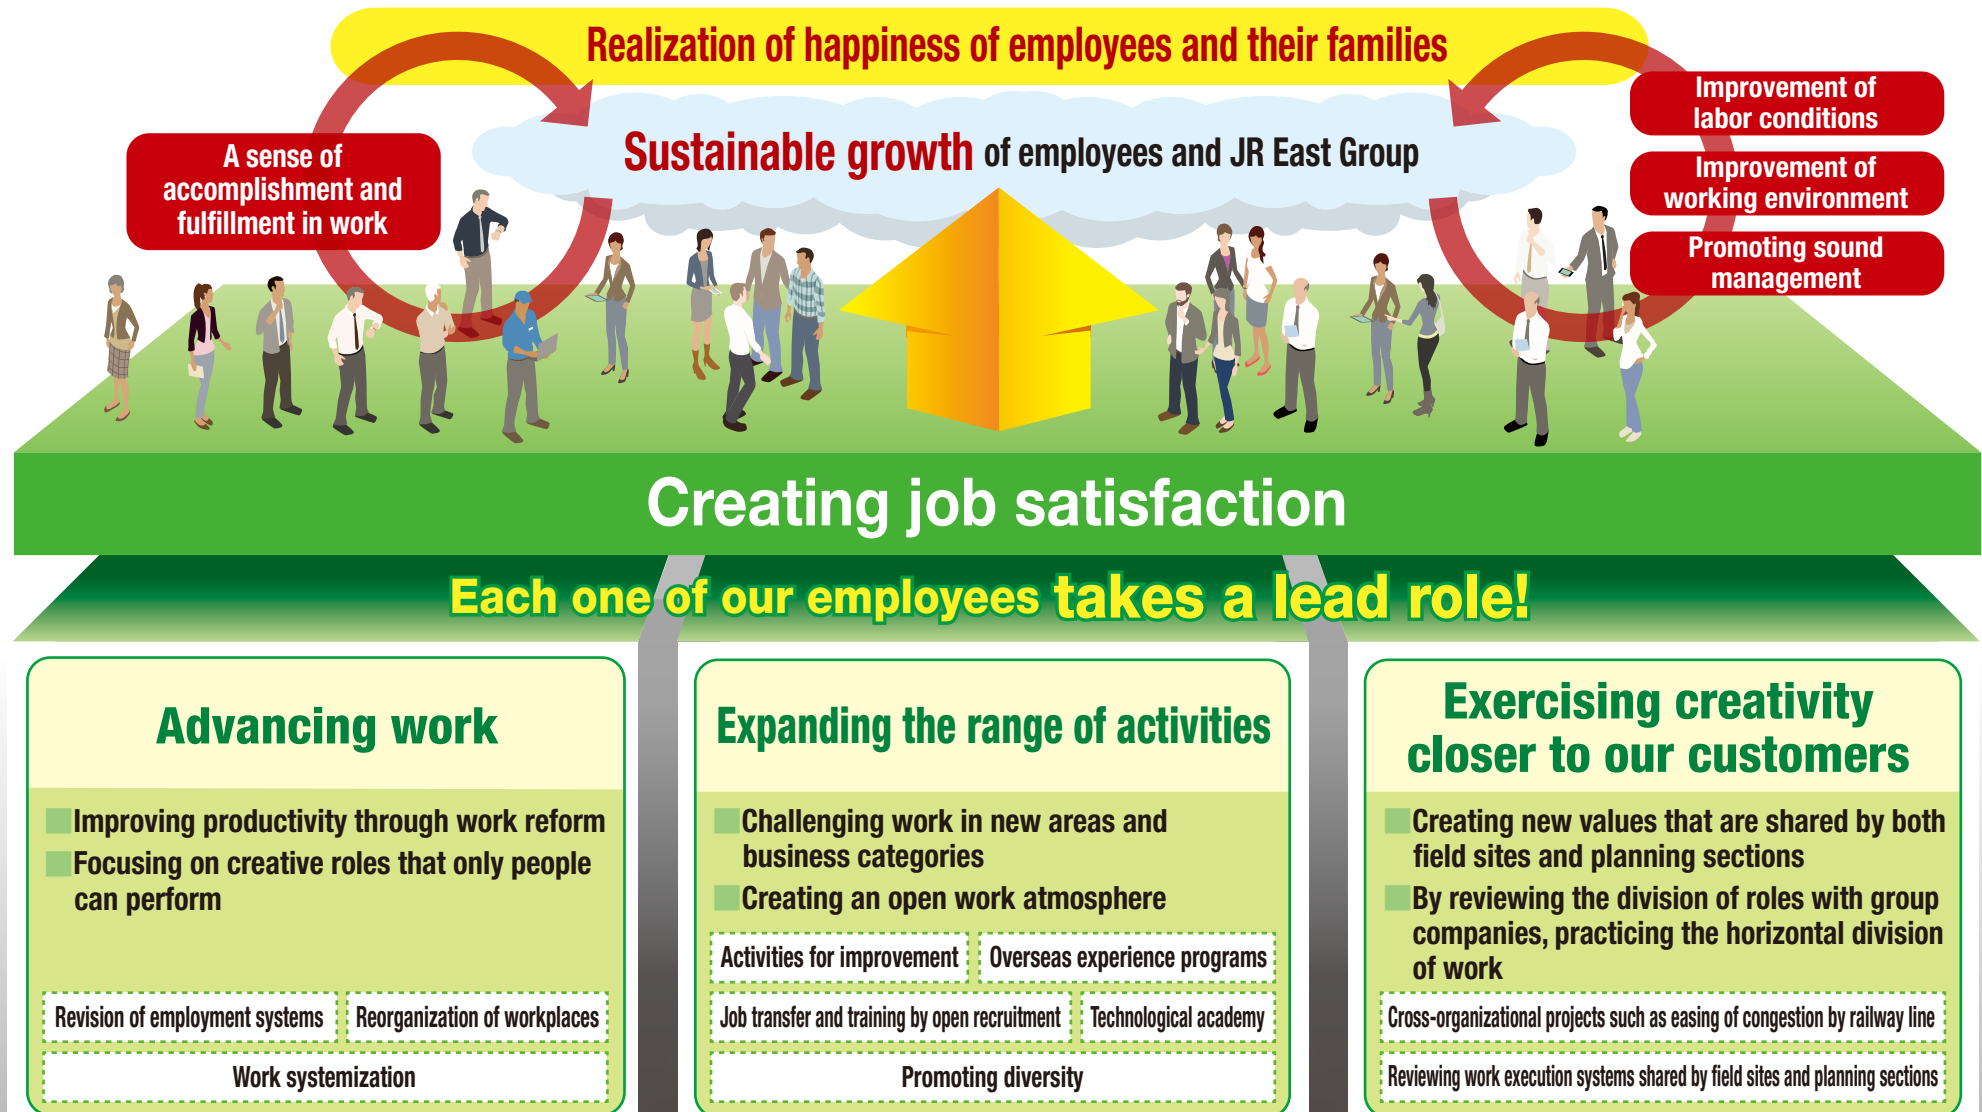 Realization of happiness of employees and their families
Sustainable growth of employees and JR East Group
A sense of
accomplishment and
fulfillment in work
Improvement of
labor conditions
Improvement of
working environment
Promoting sound
management
Creating job satisfaction
Each one of our employees takes a lead role!
Advancing work
Improving productivity through work reform
Focusing on creative roles that only people
can perform
Revision of employment systems
Reorganization of workplaces
Work systemization
Expanding the range of activities
Challenging work in new areas and
business categories
Creating an open work atmosphere
Activities for improvement
Overseas experience programs
Job transfer and training by open recruitment
Technological academy
Promoting diversity
Exercising creativity
closer to our customers
Creating new values that are shared by both
field sites and planning sections
By reviewing the division of roles with group
companies, practicing the horizontal division
of work
Cross-organizational projects such as easing of congestion by railway line
Reviewing work execution systems shared by field sites and planning sections